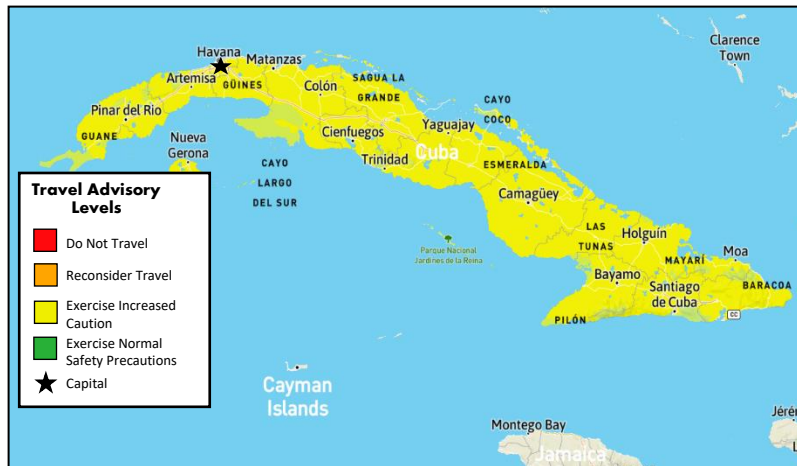 Havana
Matanzas
Clarence
Town
Artemisa
GÜINES
Colón
SAGUA LA
GRANDE
Pinar del Rio
CAYO
COCO
GUANE
Nueva
Gerona
Cienfuegos
Yaguajay
Trinidad
Cuba
CAYO
LARGO
DEL SUR
ESMERALDA
Camagüey
Travel Advisory
Levels
Do Not Travel
Reconsider Travel
Exercise Increased
Caution
Exercise Normal
Safety Precautions
Capital
Parque Nacional
Jardines de la Reina
LAS
TUNAS
Holguín
MAYARÍ
Moa
Bayamo
Santiago
de Cuba
BARACOA
PILÓN
CC
Cayman
Islands
Montego Bay
Jamaica
Jéré
L